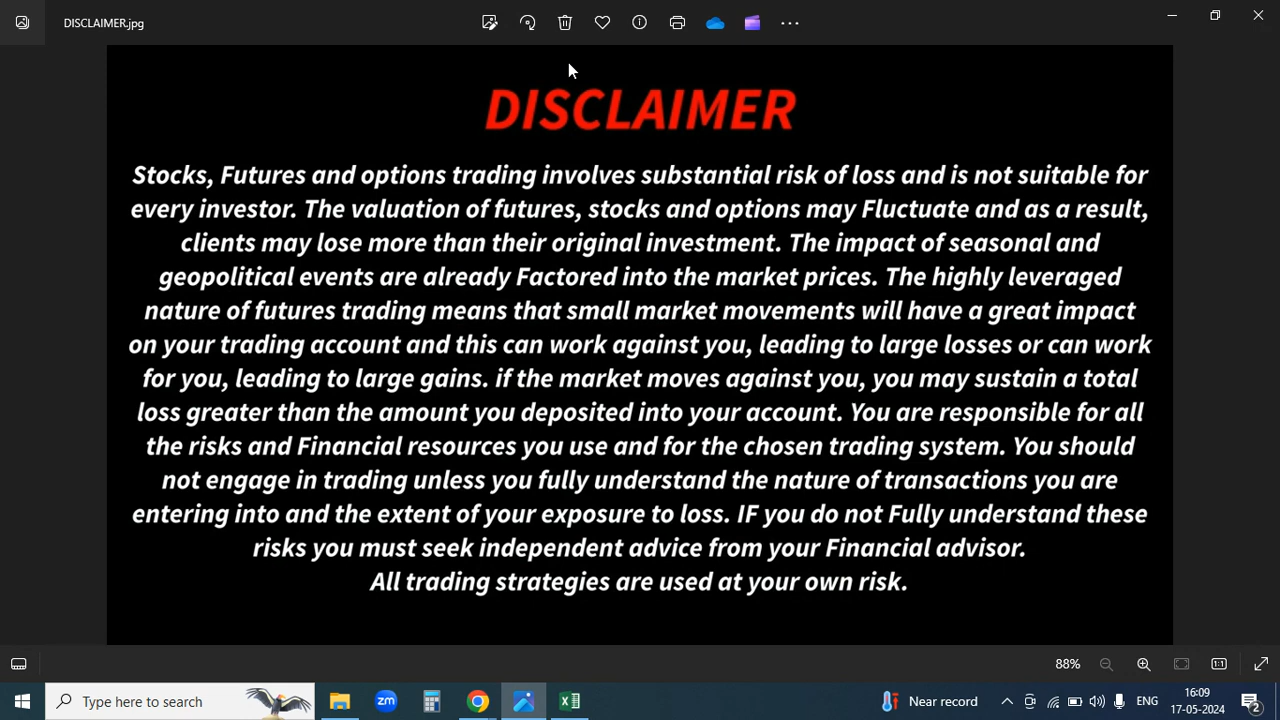 DISCLAIMER.jpg
DISCLAIMER
Stocks, Futures and options trading involves substantial risk of loss and is not suitable for
every investor. The valuation of futures, stocks and options may Fluctuate and as a result,
clients may lose more than their original investment. The impact of seasonal and
geopolitical events are already Factored into the market prices. The highly leveraged
nature of futures trading means that small market movements will have a great impact
on your trading account and this can work against you, leading to large losses or can work
for you, leading to large gains. if the market moves against you, you may sustain a total
loss greater than the amount you deposited into your account. You are responsible for all
the risks and Financial resources you use and for the chosen trading system. You should
not engage in trading unless you fully understand the nature of transactions you are
entering into and the extent of your exposure to loss. IF you do not Fully understand these
risks you must seek independent advice from your Financial advisor.
All trading strategies are used at your own risk.
88%
1:1
Type here to search
zm
Near record
ENG
16:09
17-05-2024
2